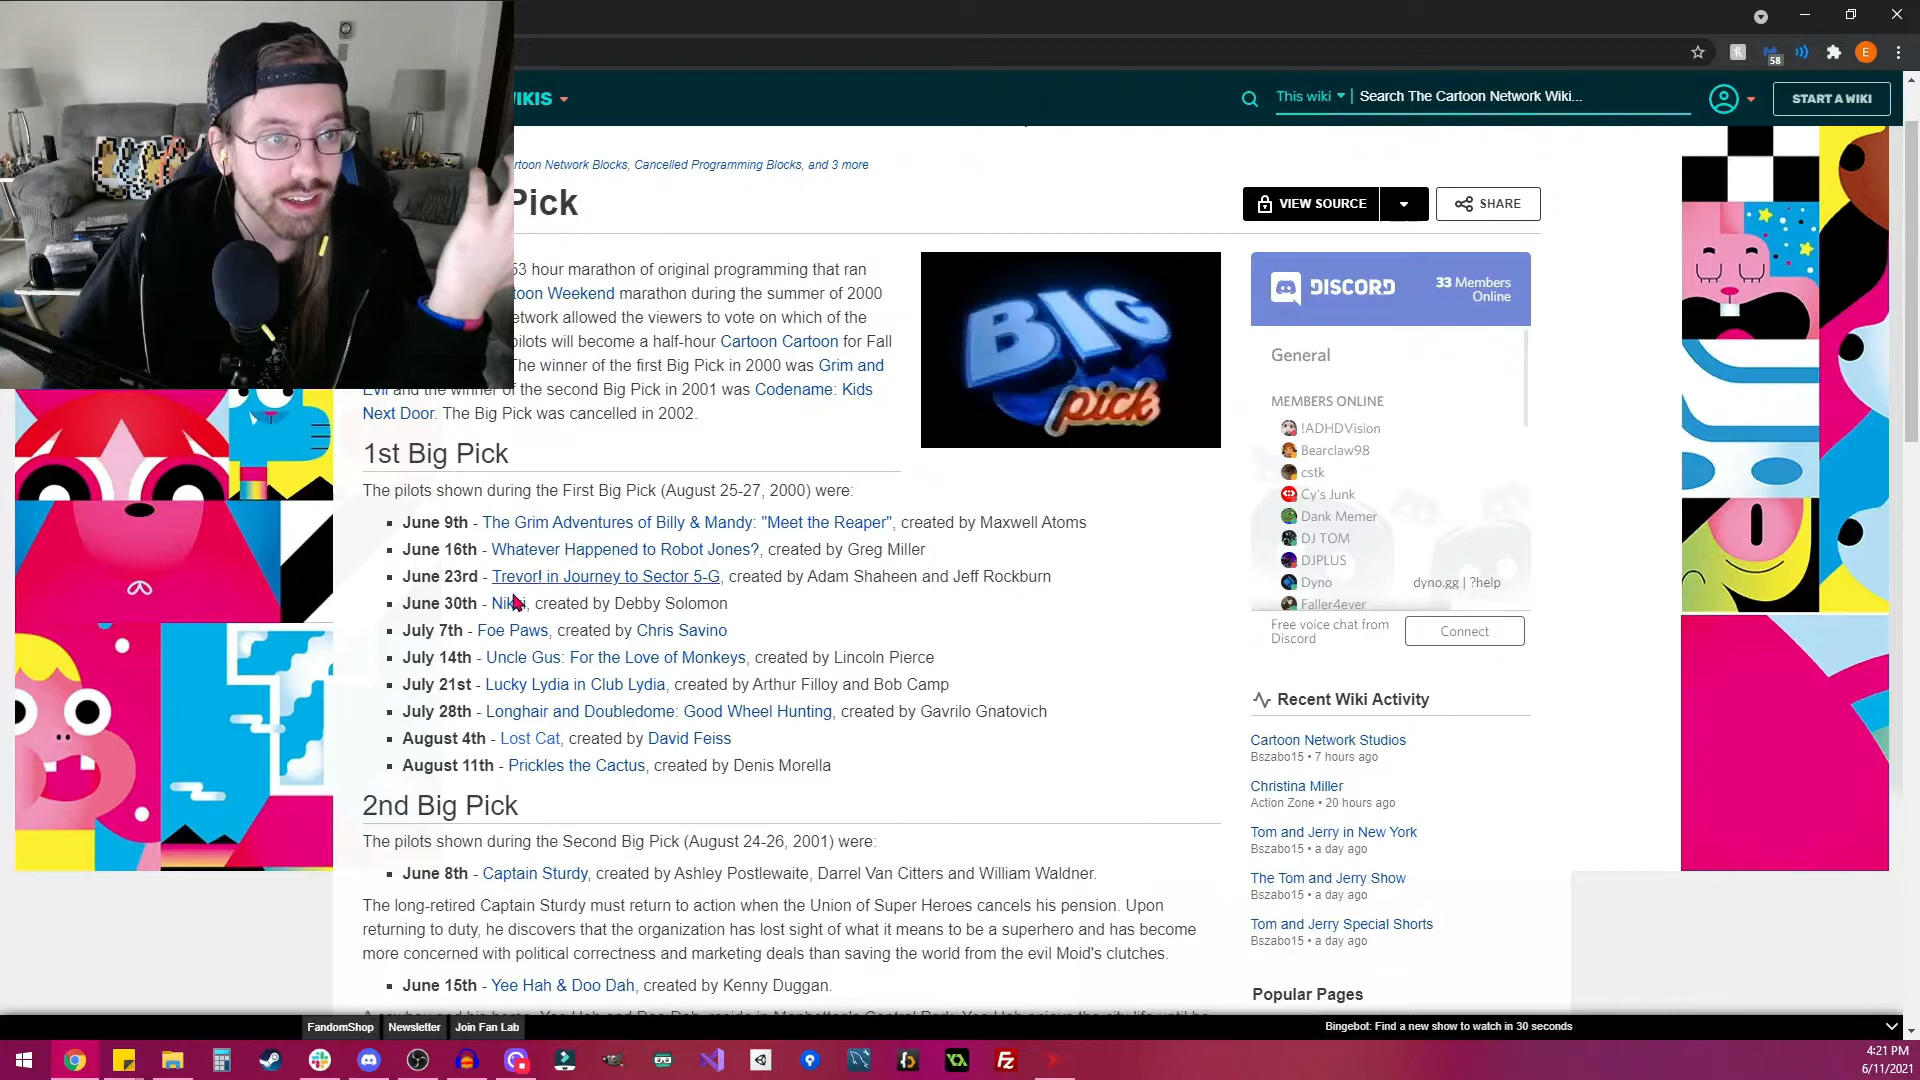 58
E
IKIS
This wiki
Search The Cartoon Network Wiki...
START A WIKI
rtoon Network Blocks, Cancelled Programming Blocks, and 3 more
Pick
VIEW SOURCE
SHARE
53 hour marathon of original programming that ran
toon Weekend marathon during the summer of 2000
etwork allowed the viewers to vote on which of the
pilots will become a half-hour Cartoon Cartoon for Fall
The winner of the first Big Pick in 2000 was Grim and
Evil and the winner of the second Big Pick in 2001 was Codename: Kids
Next Door. The Big Pick was cancelled in 2002.
BIG
pick
1st Big Pick
The pilots shown during the First Big Pick (August 25-27, 2000) were:
June 9th - The Grim Adventures of Billy & Mandy: "Meet the Reaper", created by Maxwell Atoms
June 16th - Whatever Happened to Robot Jones?, created by Greg Miller
June 23rd - Trevor! in Journey to Sector 5-G, created by Adam Shaheen and Jeff Rockburn
June 30th - Nikki, created by Debby Solomon
July 7th - Foe Paws, created by Chris Savino
July 14th - Uncle Gus: For the Love of Monkeys, created by Lincoln Pierce
July 21st - Lucky Lydia in Club Lydia, created by Arthur Filloy and Bob Camp
July 28th - Longhair and Doubledome: Good Wheel Hunting, created by Gavrilo Gnatovich
August 4th - Lost Cat, created by David Feiss
August 11th - Prickles the Cactus, created by Denis Morella
2nd Big Pick
The pilots shown during the Second Big Pick (August 24-26, 2001) were:
June 8th - Captain Sturdy, created by Ashley Postlewaite, Darrel Van Citters and William Waldner.
The long-retired Captain Sturdy must return to action when the Union of Super Heroes cancels his pension. Upon
returning to duty, he discovers that the organization has lost sight of what it means to be a superhero and has become
more concerned with political correctness and marketing deals than saving the world from the evil Moid's clutches.
June 15th - Yee Hah & Doo Dah, created by Kenny Duggan.
DISCORD
33 Members
Online
General
MEMBERS ONLINE
!ADHDVision
Bearclaw98
cstk
Cy's Junk
Dank Memer
DJ TOM
DJPLUS
Dyno
dyno.gg | ?help
Faller4ever
Free voice chat from
Discord
Connect
Recent Wiki Activity
Cartoon Network Studios
Bszabo15 • 7 hours ago
Christina Miller
Action Zone • 20 hours ago
Tom and Jerry in New York
Bszabo15 • a day ago
The Tom and Jerry Show
Bszabo15 • a day ago
Tom and Jerry Special Shorts
Bszabo15 • a day ago
Popular Pages
FandomShop
Newsletter
Join Fan Lab
Bingebot: Find a new show to watch in 30 seconds
4:21 PM
6/11/2021